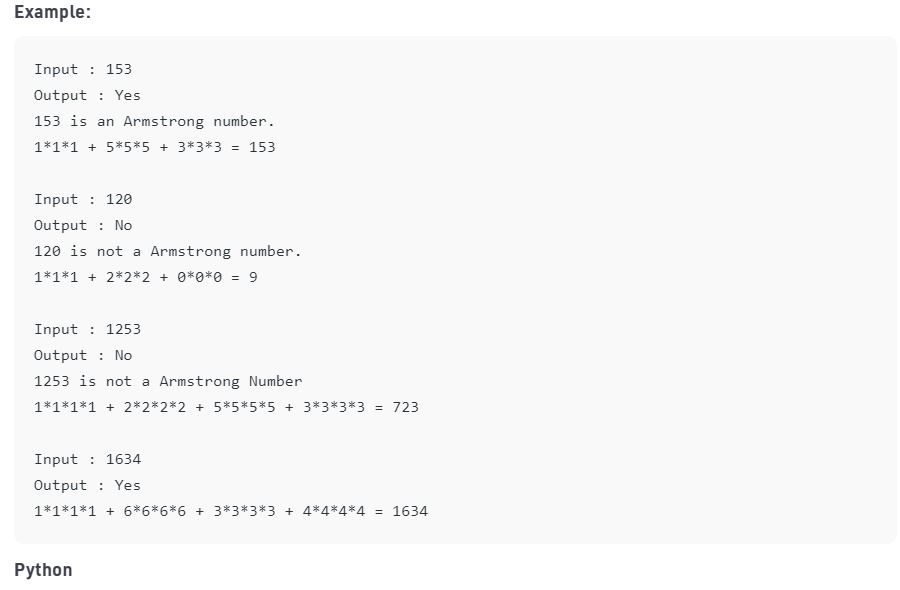 Example:
Input : 153
Output : Yes
153 is an Armstrong number.
1*1*1 + 5*5*5 + 3*3*3 = 153
Input : 120
Output : No
120 is not a Armstrong number.
1*1*1 + 2*2*2 + 0*0*0 = 9
Input : 1253
Output : No
1253 is not a Armstrong Number
1*1*1*1 + 2*2*2*2 + 5*5*5*5 + 3*3*3*3 = 723
Input : 1634
Output : Yes
1*1*1*1 + 6*6*6*6 + 3*3*3*3 + 4*4*4*4 = 1634
Python